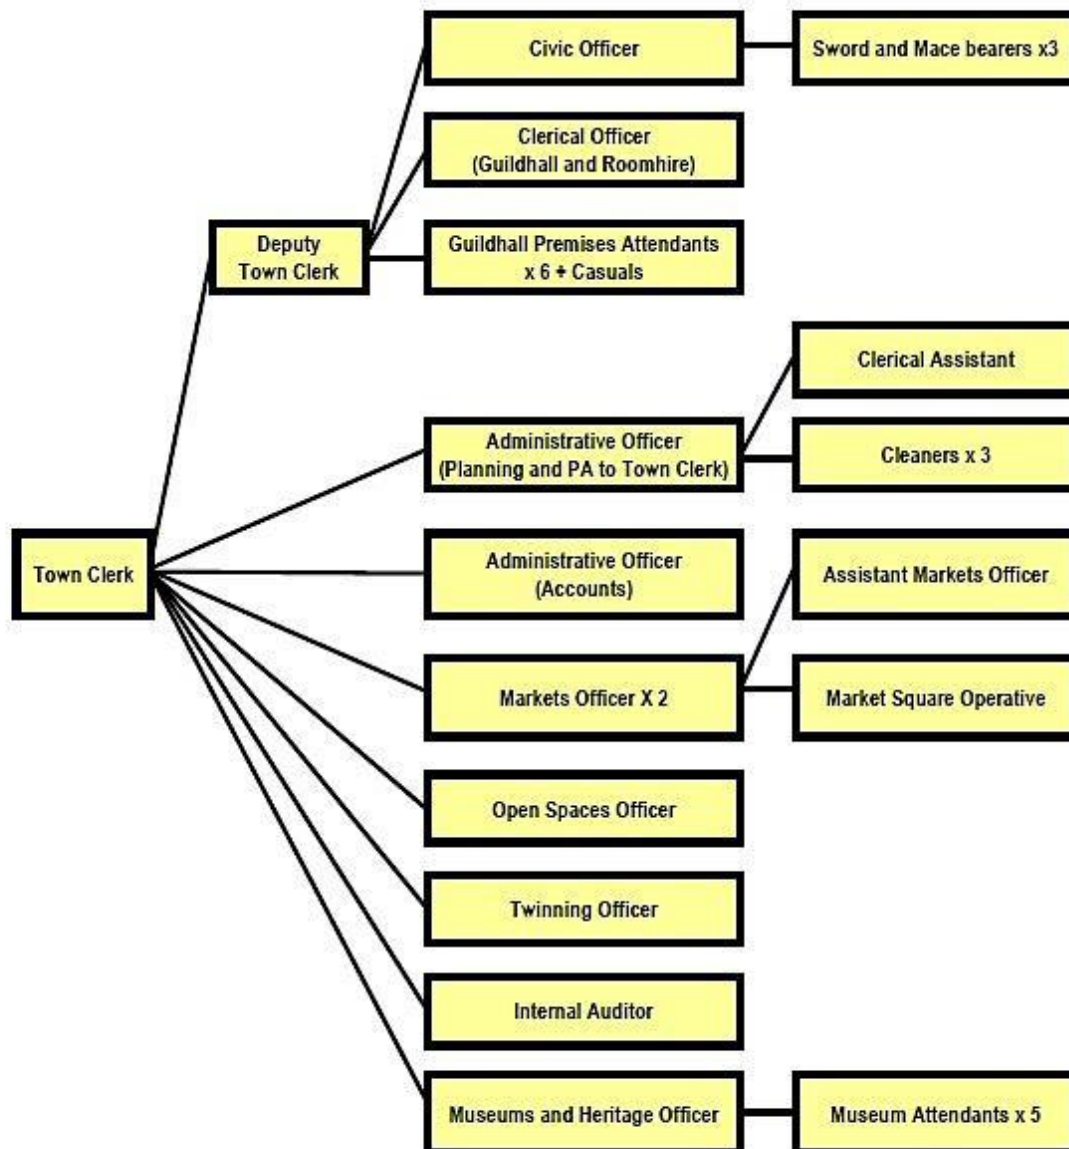 Civic Officer
Sword and Mace bearers x3
Clerical Officer
(Guildhall and Roomhire)
Deputy
Town Clerk
Guildhall Premises Attendants
x 6 + Casuals
Clerical Assistant
Administrative Officer
(Planning and PA to Town Clerk)
Cleaners x 3
Town Clerk
Administrative Officer
(Accounts)
Assistant Markets Officer
Markets Officer X 2
Market Square Operative
Open Spaces Officer
Twinning Officer
Internal Auditor
Museums and Heritage Officer
Museum Attendants x 5